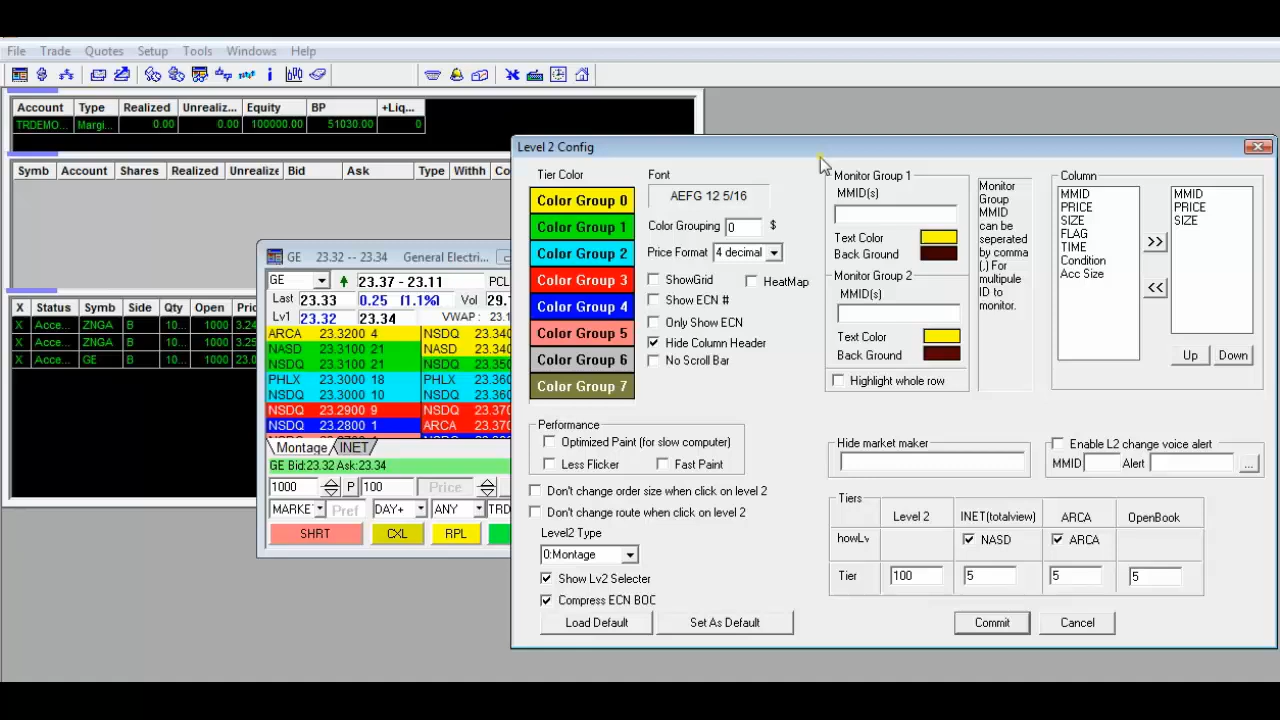 File Trade Quotes Setup Tools Windows Help
Account Type Realized Unrealiz... Equity BP +Liq...
TRDEMO... Margi... 0.00 0.00 100000.00 51030.00 0
Symb Account Shares Realized Unrealize Bid Ask Type Withh Co
X Status Symb Side Qty Open Pric
X Acce... ZNGA B 10... 1000 3.24
X Acce... ZNGA B 10... 1000 3.25
X Acce... GE B 10... 1000 23.0
GE 23.32 -- 23.34 General Electri...
GE 23.37 - 23.11 PCL
Last 23.33 0.25 (1.1%) Vol 29.
Lv1 23.32 23.34 VWAP: 23.1
ARCA 23.3200 4 NSDQ 23.340
NASD 23.3100 21 NASD 23.340
NSDQ 23.3100 21 NSDQ 23.350
PHLX 23.3000 18 PHLX 23.360
NSDQ 23.3000 10 NSDQ 23.360
NSDQ 23.2900 9 NSDQ 23.370
NSDQ 23.2800 1 ARCA 23.370
Montage INET
GE Bid:23.32 Ask:23.34
1000 P 100 Price
MARKE Pref DAY+ ANY TRD
SHRT CXL RPL
Level 2 Config
Tier Color
Color Group 0
Color Group 1
Color Group 2
Color Group 3
Color Group 4
Color Group 5
Color Group 6
Color Group 7
Font
AEFG 12 5/16
Color Grouping 0 $
Price Format 4 decimal
ShowGrid HeatMap
Show ECN #
Only Show ECN
Hide Column Header
No Scroll Bar
Performance
Optimized Paint (for slow computer)
Less Flicker Fast Paint
Don't change order size when click on level 2
Don't change route when click on level 2
Level2 Type
0:Montage
Show Lv2 Selecter
Compress ECN BOC
Load Default Set As Default
Monitor Group 1
MMID(s)
Text Color
Back Ground
Monitor Group 2
MMID(s)
Text Color
Back Ground
Highlight whole row
Monitor
Group
MMID
can be
seperated
by comma
(,) For
multipule
ID to
monitor.
Column
MMID
PRICE
SIZE
FLAG
TIME
Condition
Acc Size
>>
<<
MMID
PRICE
SIZE
Up Down
Hide market maker
Enable L2 change voice alert
MMID Alert ...
Tiers
Level 2 INET(totalview) ARCA OpenBook
howLv NASD ARCA
Tier 100 5 5 5
Commit Cancel